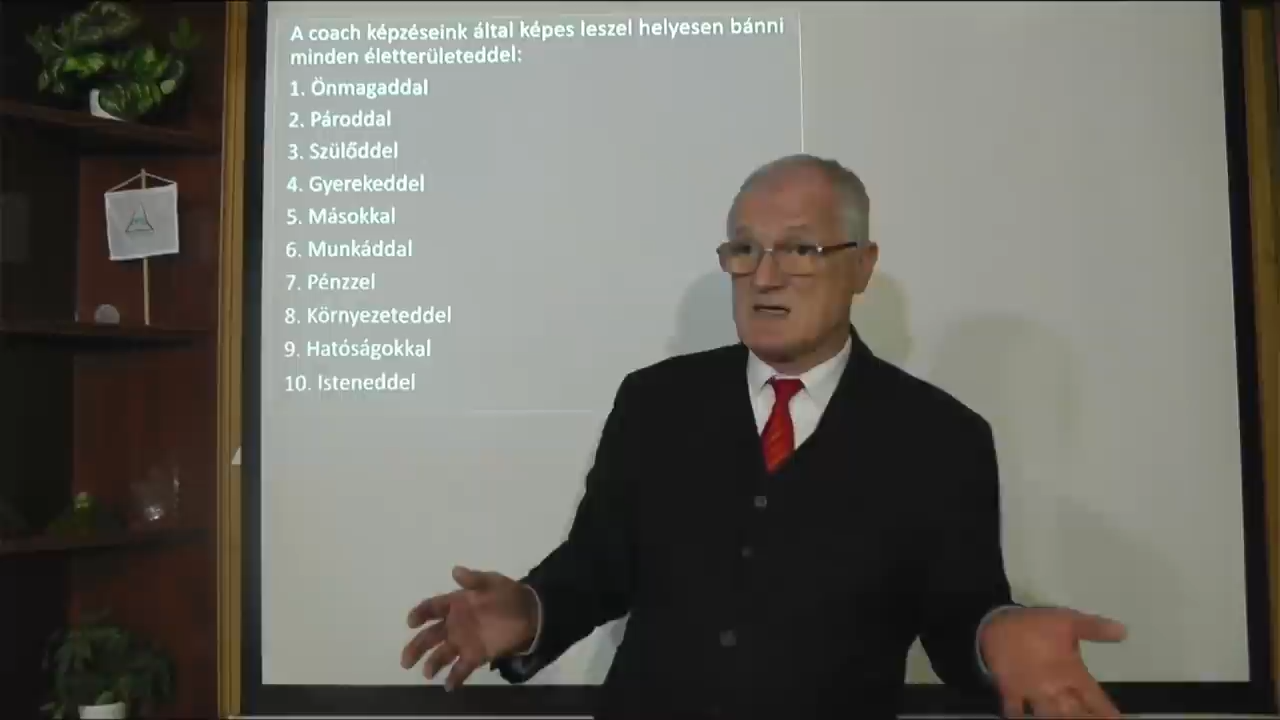 A coach képzéseink által képes leszel helyesen bánni
minden életterületeddel:
1. Önmagaddal
2. Pároddal
3. Szülőddel
4. Gyerekeddel
5. Másokkal
6. Munkáddal
7. Pénzzel
8. Környezeteddel
9. Hatóságokkal
10. Isteneddel